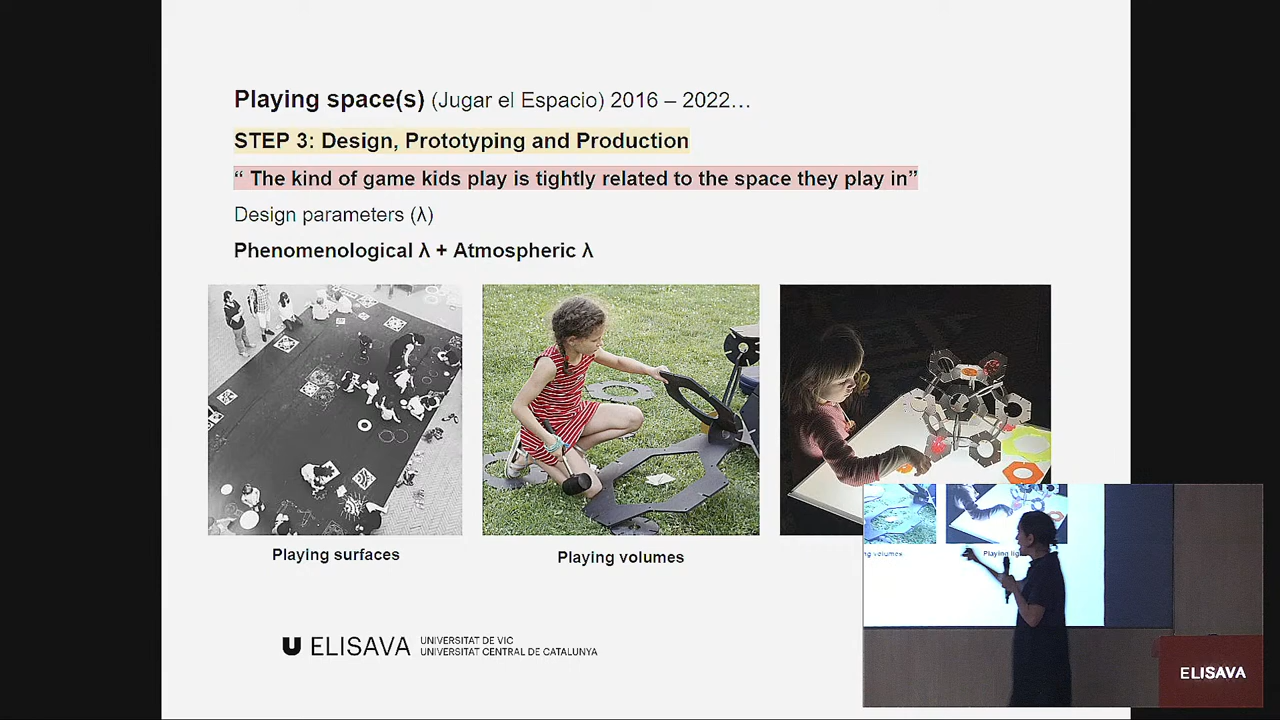 Playing space(s) (Jugar el Espacio) 2016 – 2022…
STEP 3: Design, Prototyping and Production
“ The kind of game kids play is tightly related to the space they play in”
Design parameters (λ)
Phenomenological λ + Atmospheric λ
Playing surfaces
Playing volumes
ELISAVA
UNIVERSITAT DE VIC
UNIVERSITAT CENTRAL DE CATALUNYA
volumes
Playing
ELISAVA